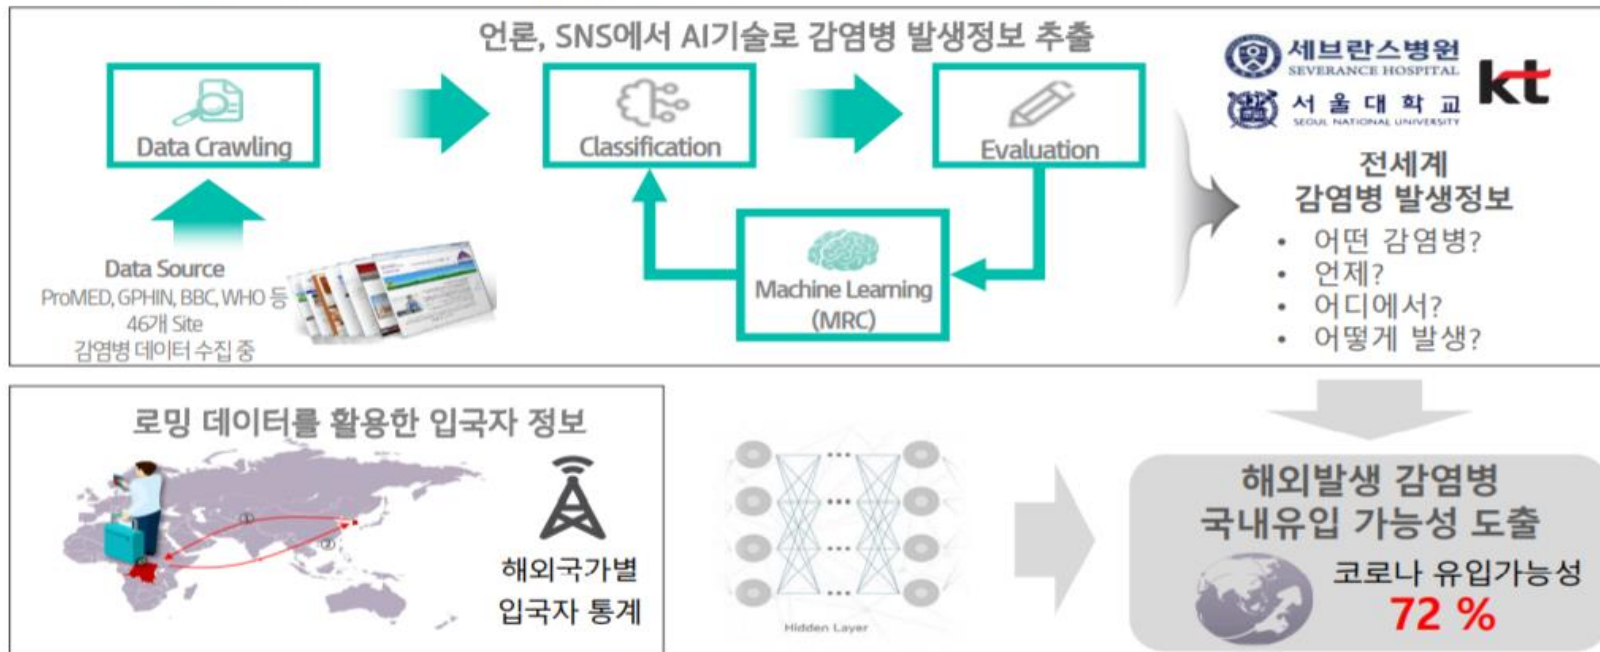 언론, SNS에서 AI기술로 감염병 발생정보 추출
Data Crawling
Classification
Evaluation
Machine Learning
(MRC)
Data Source
ProMED, GPHIN, BBC, WHO 등
46개 Site
감염병 데이터 수집 중
세브란스병원
SEVERANCE HOSPITAL
서울대학교
SEOUL NATIONAL UNIVERSITY
kt
전세계
감염병 발생정보
• 어떤 감염병?
• 언제?
• 어디에서?
• 어떻게 발생?
로밍 데이터를 활용한 입국자 정보
①
②
해외국가별
입국자 통계
Hidden Layer
해외발생 감염병
국내유입 가능성 도출
코로나 유입가능성
72 %